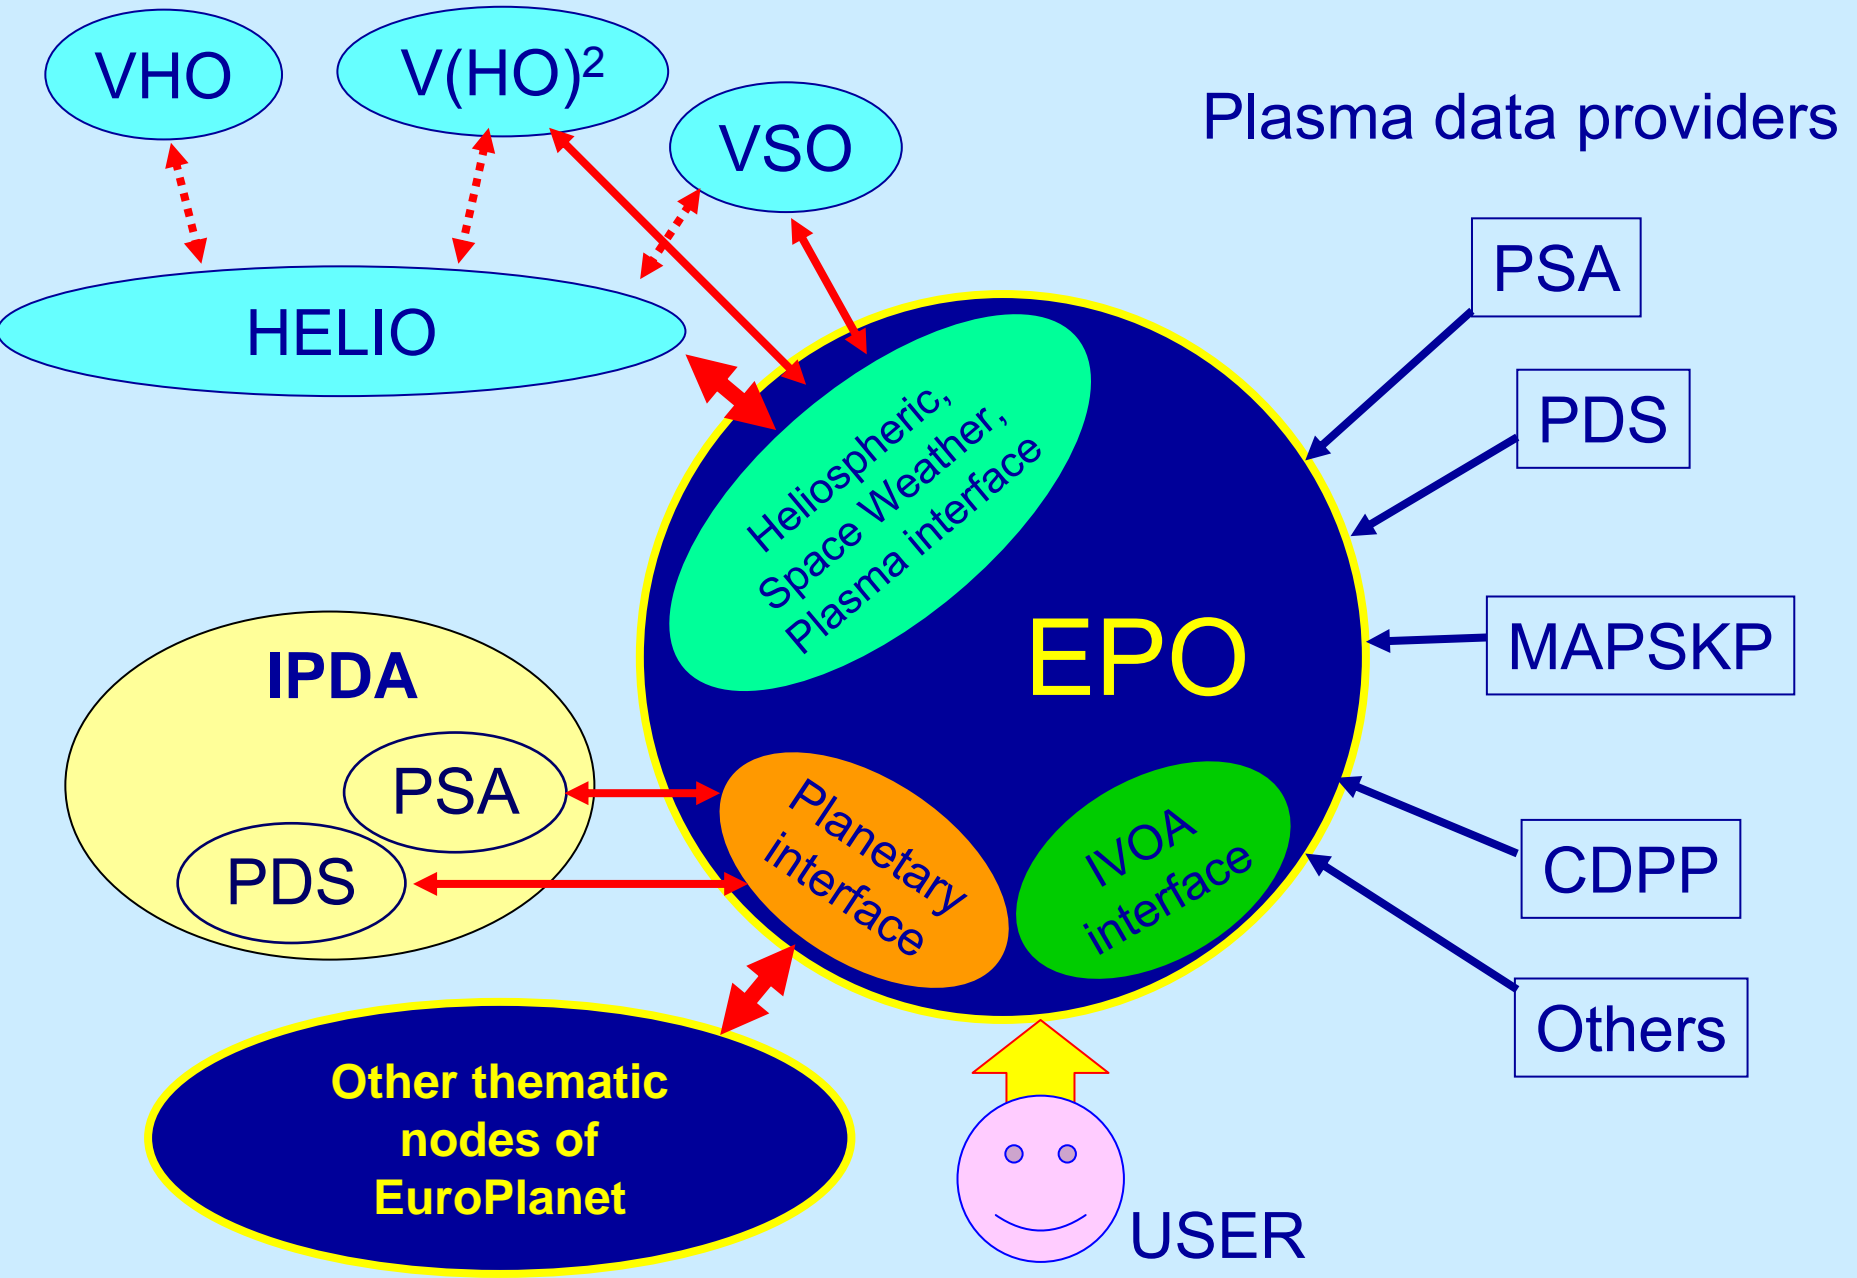 VHO
V(HO)²
VSO
Plasma data providers
HELIO
PSA
PDS
MAPSKP
CDPP
Others
Heliospheric,
Space Weather,
Plasma interface
EPO
IPDA
PSA
PDS
Planetary
interface
IVOA
interface
Other thematic
nodes of
EuroPlanet
USER